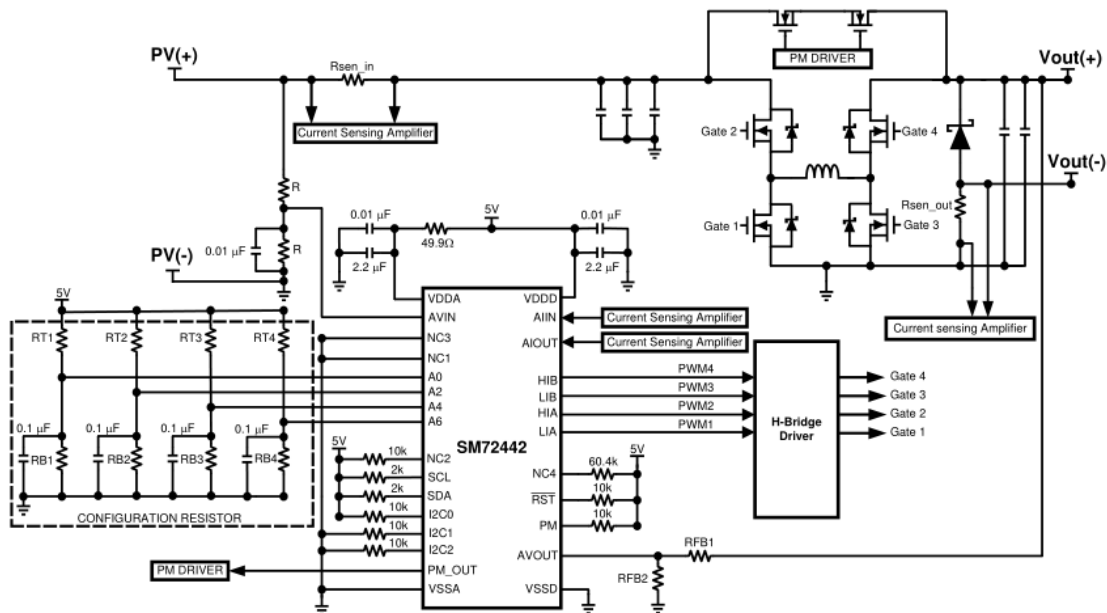 PV(+)
Rsen_in
Current Sensing Amplifier
PM DRIVER
Vout(+)
Gate 2
Gate 4
Vout(-)
Gate 1
Gate 3
Rsen_out
Current sensing Amplifier
R
0.01 µF
R
PV(-)
0.01 µF
2.2 µF
49.9Ω
5V
0.01 µF
2.2 µF
5V
RT1
RT2
RT3
RT4
0.1 µF
0.1 µF
0.1 µF
0.1 µF
RB1
RB2
RB3
RB4
CONFIGURATION RESISTOR
VDDA
AVIN
NC3
NC1
A0
A2
A4
A6
5V
10k
NC2
2k
SCL
2k
SDA
10k
I2C0
10k
I2C1
10k
I2C2
PM DRIVER
PM_OUT
VSSA
SM72442
VDDD
AIIN
Current Sensing Amplifier
AIOUT
Current Sensing Amplifier
HIB
PWM4
LIB
PWM3
HIA
PWM2
LIA
PWM1
H-Bridge
Driver
Gate 4
Gate 3
Gate 2
Gate 1
5V
NC4
60.4k
RST
10k
PM
10k
AVOUT
RFB1
RFB2
VSSD